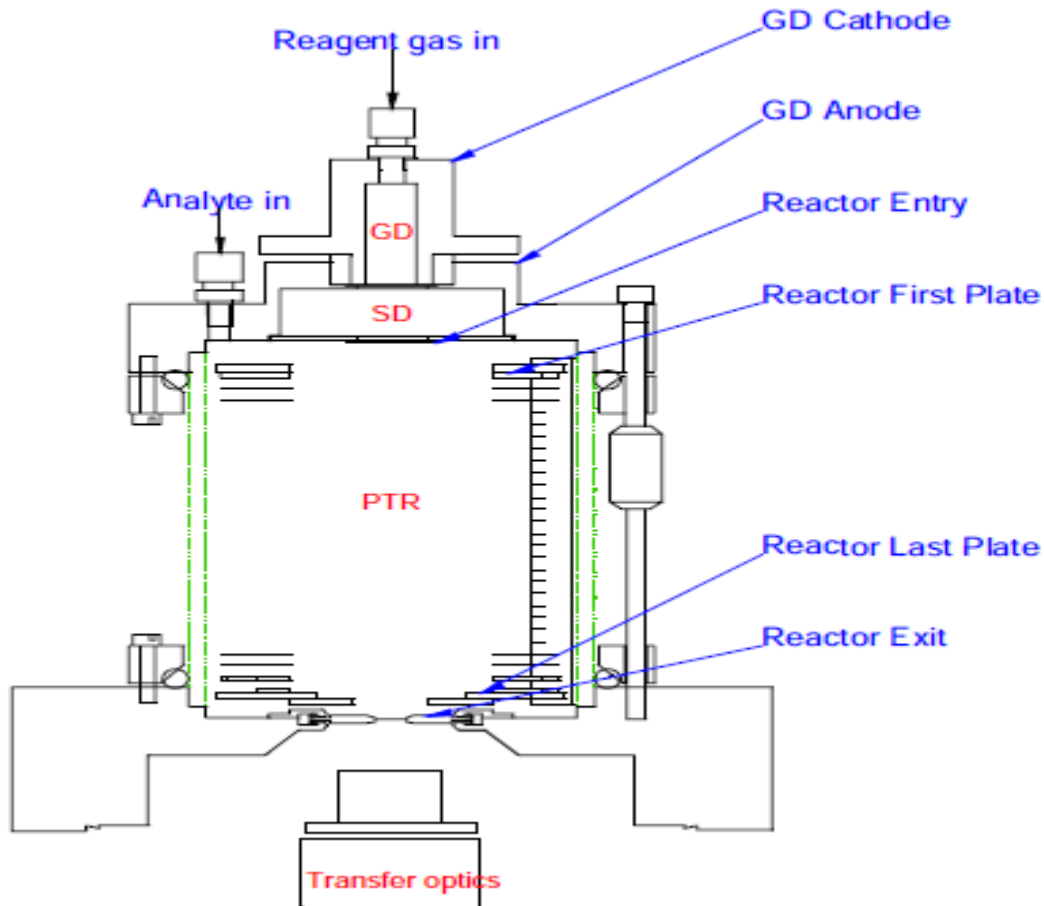 GD Cathode
Reagent gas in
GD Anode
Analyte in
Reactor Entry
GD
Reactor First Plate
SD
PTR
Reactor Last Plate
Reactor Exit
Transfer optics